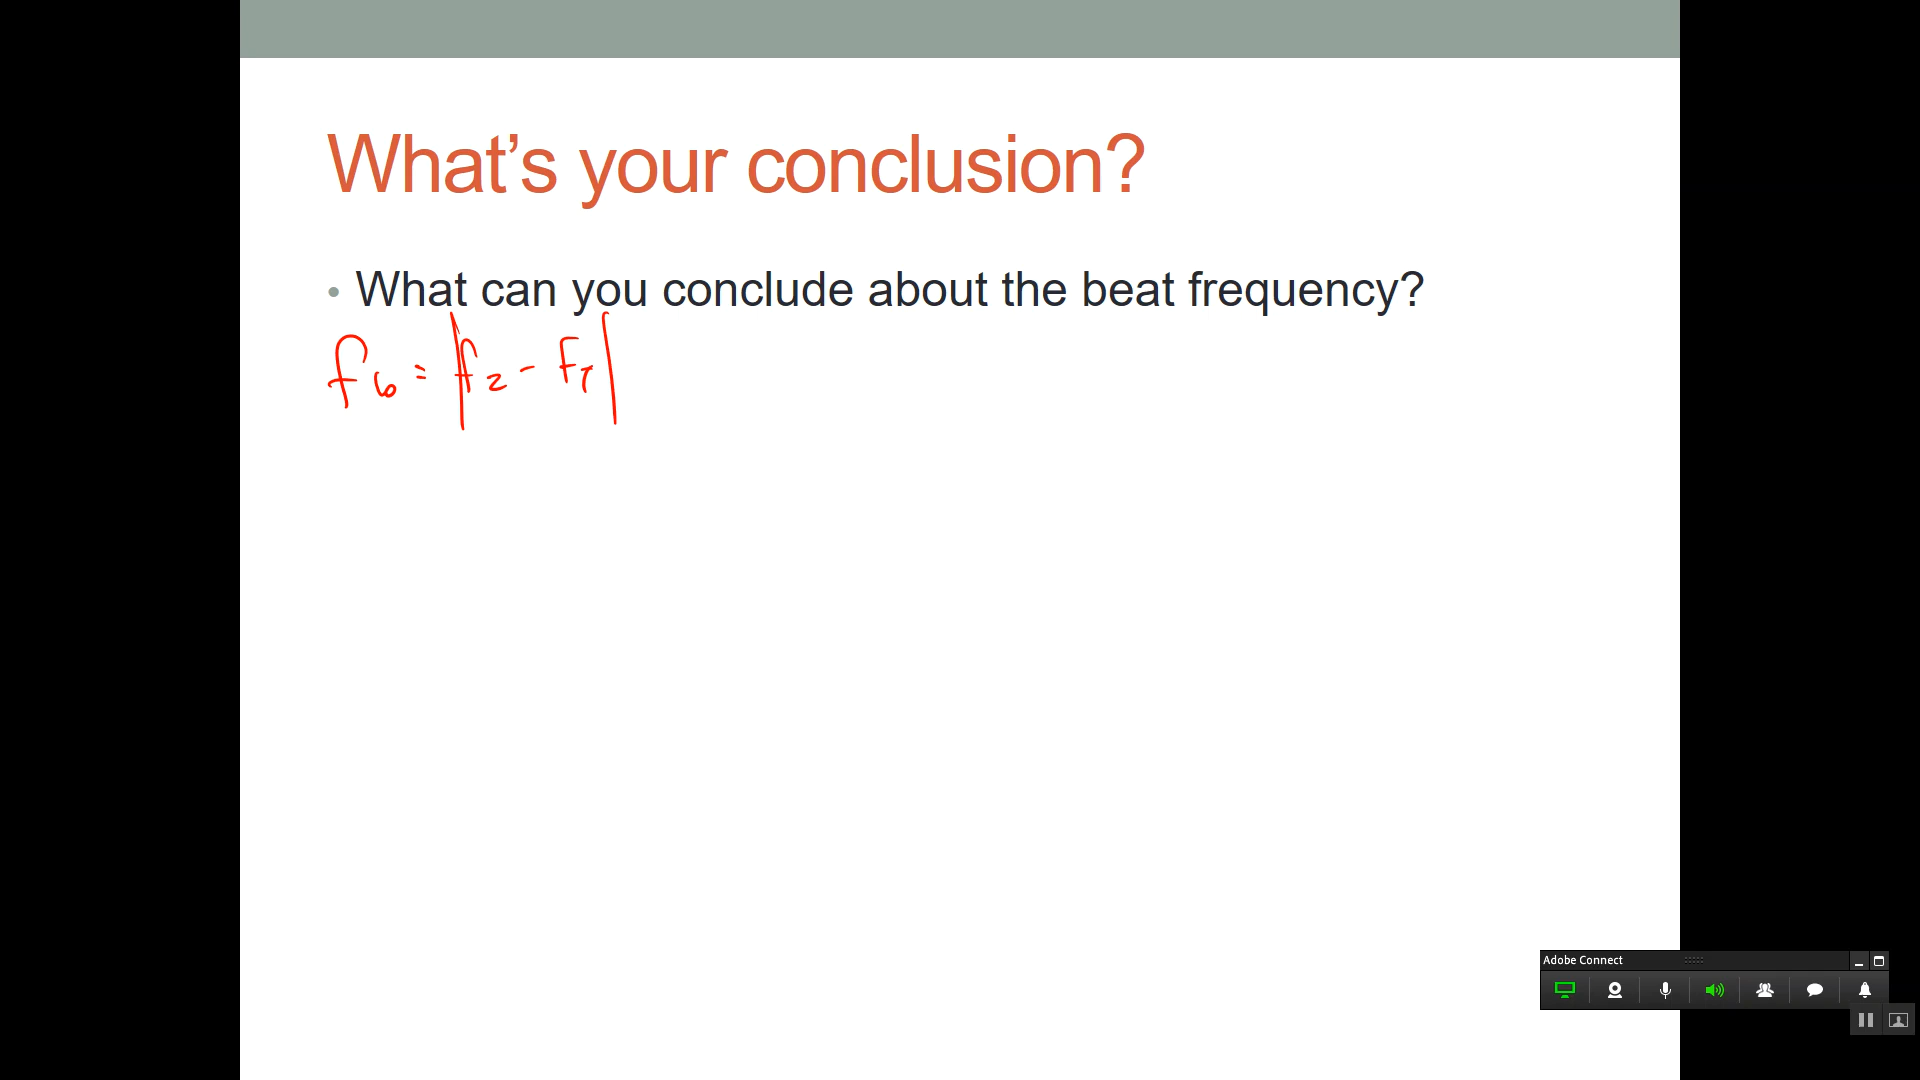 What’s your conclusion?
• What can you conclude about the beat frequency?
f_b = |f_2 - f_1|
Adobe Connect